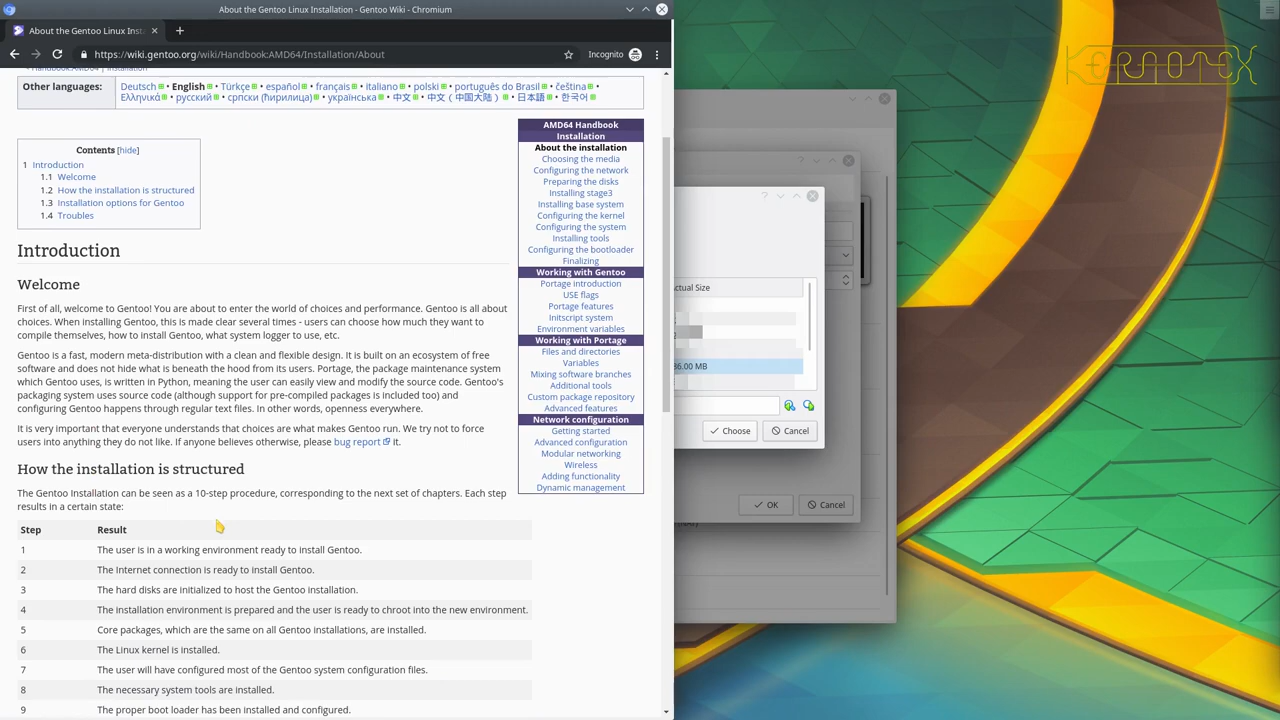 About the Gentoo Linux Installation - Gentoo Wiki - Chromium
About the Gentoo Linux Inst
https://wiki.gentoo.org/wiki/Handbook:AMD64/Installation/About
Incognito
Handbook:AMD64 | Installation
Other languages:
Deutsch • English • Türkçe • español • français • italiano • polski • português do Brasil • čeština •
Ελληνικά • русский • српски (ћирилица) • українська • 中文 • 中文（中国大陆） • 日本語 • 한국어
Contents [hide]
1 Introduction
1.1 Welcome
1.2 How the installation is structured
1.3 Installation options for Gentoo
1.4 Troubles
AMD64 Handbook
Installation
About the installation
Choosing the media
Configuring the network
Preparing the disks
Installing stage3
Installing base system
Configuring the kernel
Configuring the system
Installing tools
Configuring the bootloader
Finalizing
Working with Gentoo
Portage introduction
USE flags
Portage features
Initscript system
Environment variables
Working with Portage
Files and directories
Variables
Mixing software branches
Additional tools
Custom package repository
Advanced features
Network configuration
Getting started
Advanced configuration
Modular networking
Wireless
Adding functionality
Dynamic management
Introduction
Welcome
First of all, welcome to Gentoo! You are about to enter the world of choices and performance. Gentoo is all about
choices. When installing Gentoo, this is made clear several times - users can choose how much they want to
compile themselves, how to install Gentoo, what system logger to use, etc.
Gentoo is a fast, modern meta-distribution with a clean and flexible design. It is built on an ecosystem of free
software and does not hide what is beneath the hood from its users. Portage, the package maintenance system
which Gentoo uses, is written in Python, meaning the user can easily view and modify the source code. Gentoo's
packaging system uses source code (although support for pre-compiled packages is included too) and
configuring Gentoo happens through regular text files. In other words, openness everywhere.
It is very important that everyone understands that choices are what makes Gentoo run. We try not to force
users into anything they do not like. If anyone believes otherwise, please bug report it.
How the installation is structured
The Gentoo Installation can be seen as a 10-step procedure, corresponding to the next set of chapters. Each step
results in a certain state:
Step Result
1 The user is in a working environment ready to install Gentoo.
2 The Internet connection is ready to install Gentoo.
3 The hard disks are initialized to host the Gentoo installation.
4 The installation environment is prepared and the user is ready to chroot into the new environment.
5 Core packages, which are the same on all Gentoo installations, are installed.
6 The Linux kernel is installed.
7 The user will have configured most of the Gentoo system configuration files.
8 The necessary system tools are installed.
9 The proper boot loader has been installed and configured.
ctual Size
36.00 MB
Choose
Cancel
OK
Cancel